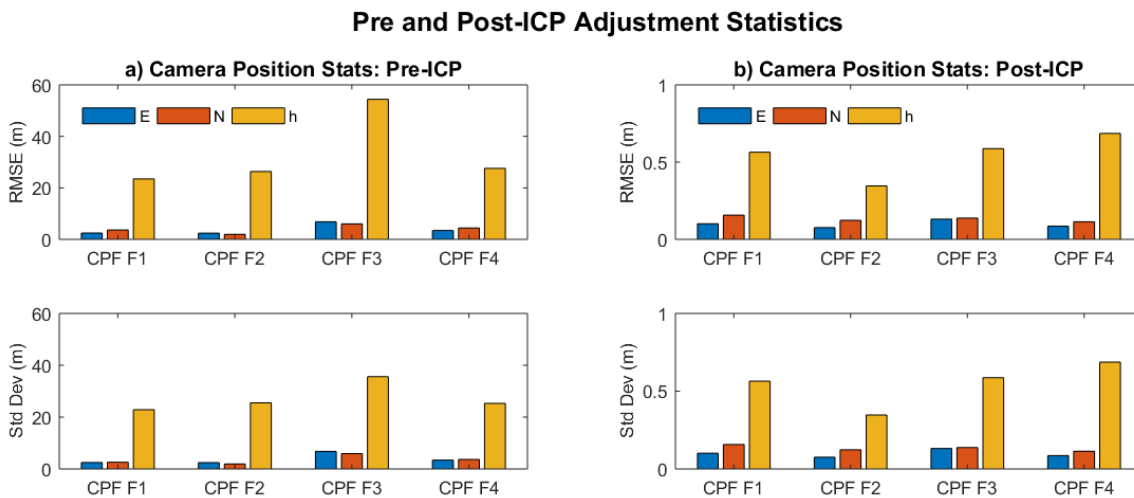 Pre and Post-ICP Adjustment Statistics
a) Camera Position Stats: Pre-ICP
60
40
20
0
RMSE (m)
E N h
CPF F1 CPF F2 CPF F3 CPF F4
b) Camera Position Stats: Post-ICP
1
0.5
0
RMSE (m)
E N h
CPF F1 CPF F2 CPF F3 CPF F4
60
40
20
0
Std Dev (m)
CPF F1 CPF F2 CPF F3 CPF F4
1
0.5
0
Std Dev (m)
CPF F1 CPF F2 CPF F3 CPF F4